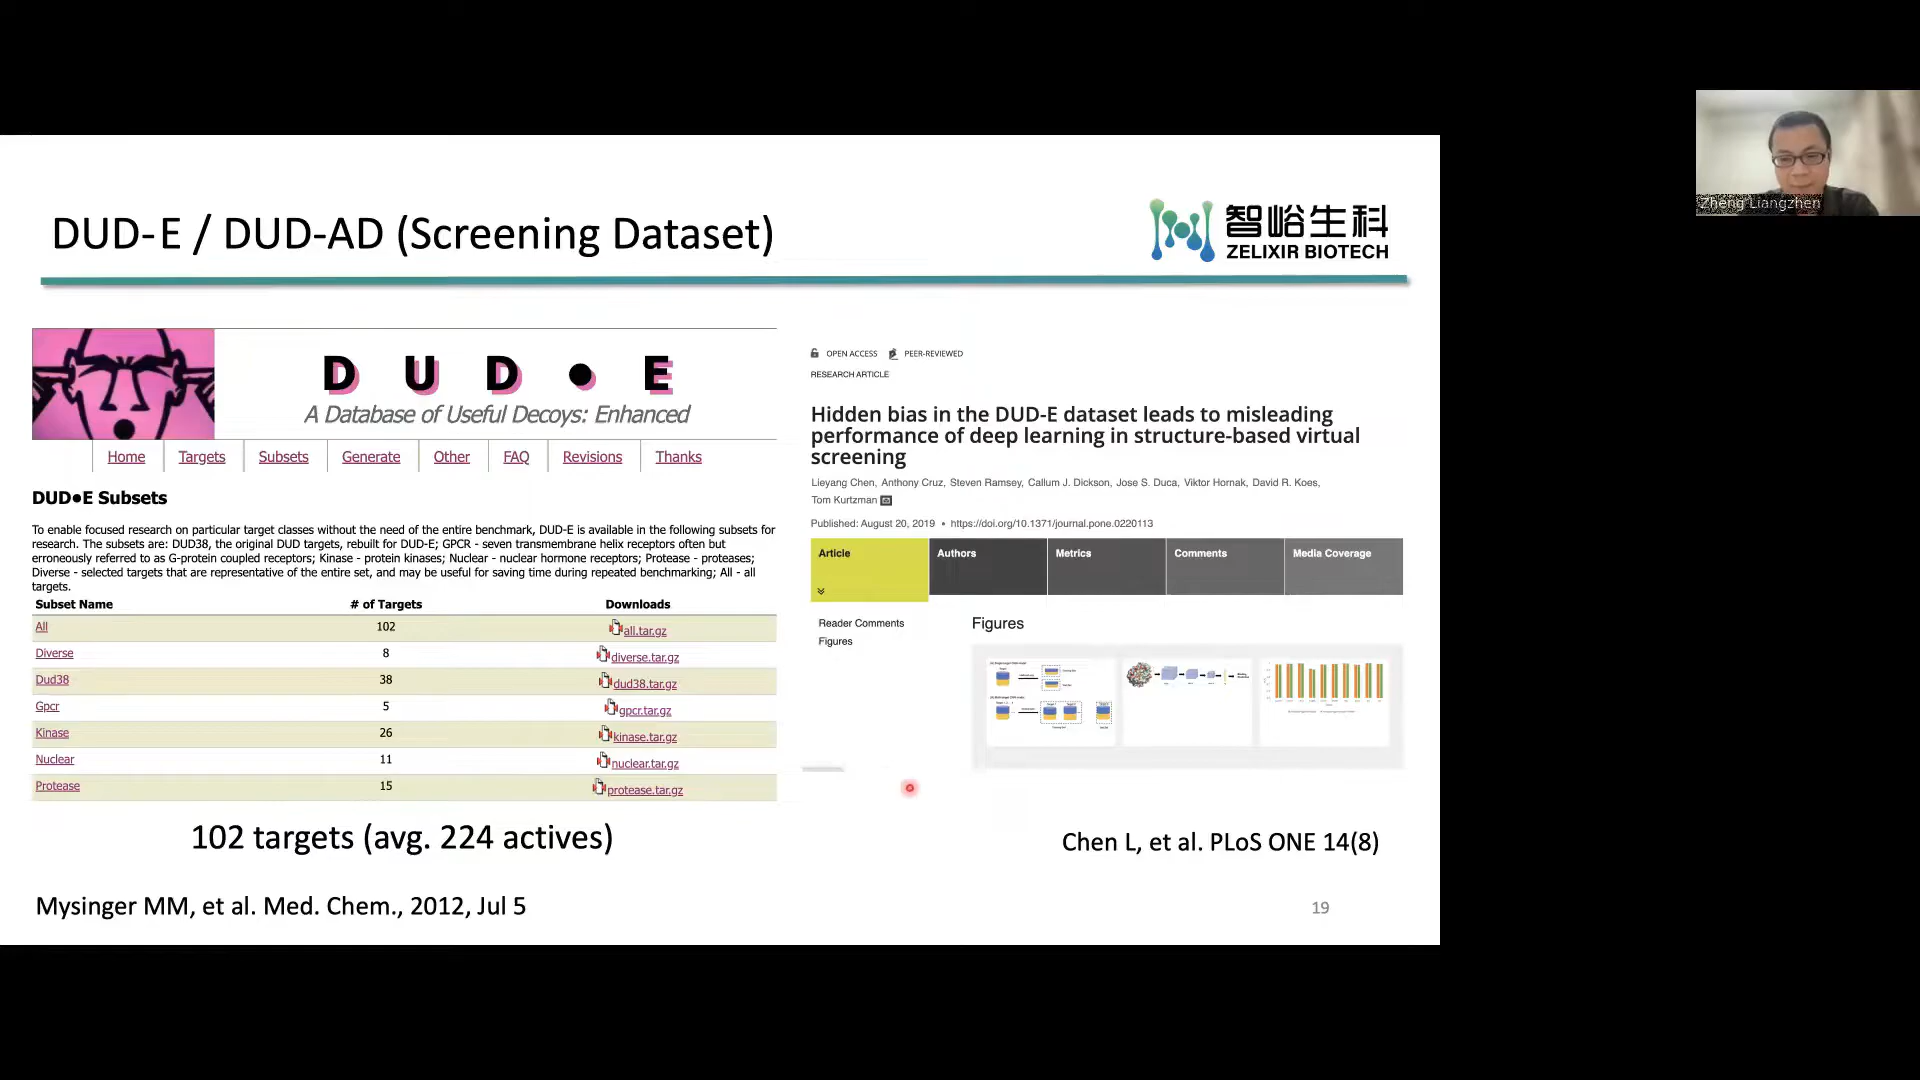 DUD-E / DUD-AD (Screening Dataset)
智峪生科
ZELIXIR BIOTECH
Zheng Liangzhen
D U D • E
A Database of Useful Decoys: Enhanced
Home Targets Subsets Generate Other FAQ Revisions Thanks
DUD●E Subsets
To enable focused research on particular target classes without the need of the entire benchmark, DUD-E is available in the following subsets for
research. The subsets are: DUD38, the original DUD targets, rebuilt for DUD-E; GPCR - seven transmembrane helix receptors often but
erroneously referred to as G-protein coupled receptors; Kinase - protein kinases; Nuclear - nuclear hormone receptors; Protease - proteases;
Diverse - selected targets that are representative of the entire set, and may be useful for saving time during repeated benchmarking; All - all
targets.
Subset Name # of Targets Downloads
All 102 all.tar.gz
Diverse 8 diverse.tar.gz
Dud38 38 dud38.tar.gz
Gpcr 5 gpcr.tar.gz
Kinase 26 kinase.tar.gz
Nuclear 11 nuclear.tar.gz
Protease 15 protease.tar.gz
102 targets (avg. 224 actives)
Mysinger MM, et al. Med. Chem., 2012, Jul 5
OPEN ACCESS PEER-REVIEWED
RESEARCH ARTICLE
Hidden bias in the DUD-E dataset leads to misleading
performance of deep learning in structure-based virtual
screening
Lieyang Chen, Anthony Cruz, Steven Ramsey, Callum J. Dickson, Jose S. Duca, Viktor Hornak, David R. Koes,
Tom Kurtzman
Published: August 20, 2019 • https://doi.org/10.1371/journal.pone.0220113
Article Authors Metrics Comments Media Coverage
Reader Comments
Figures
Figures
Chen L, et al. PLoS ONE 14(8)
19